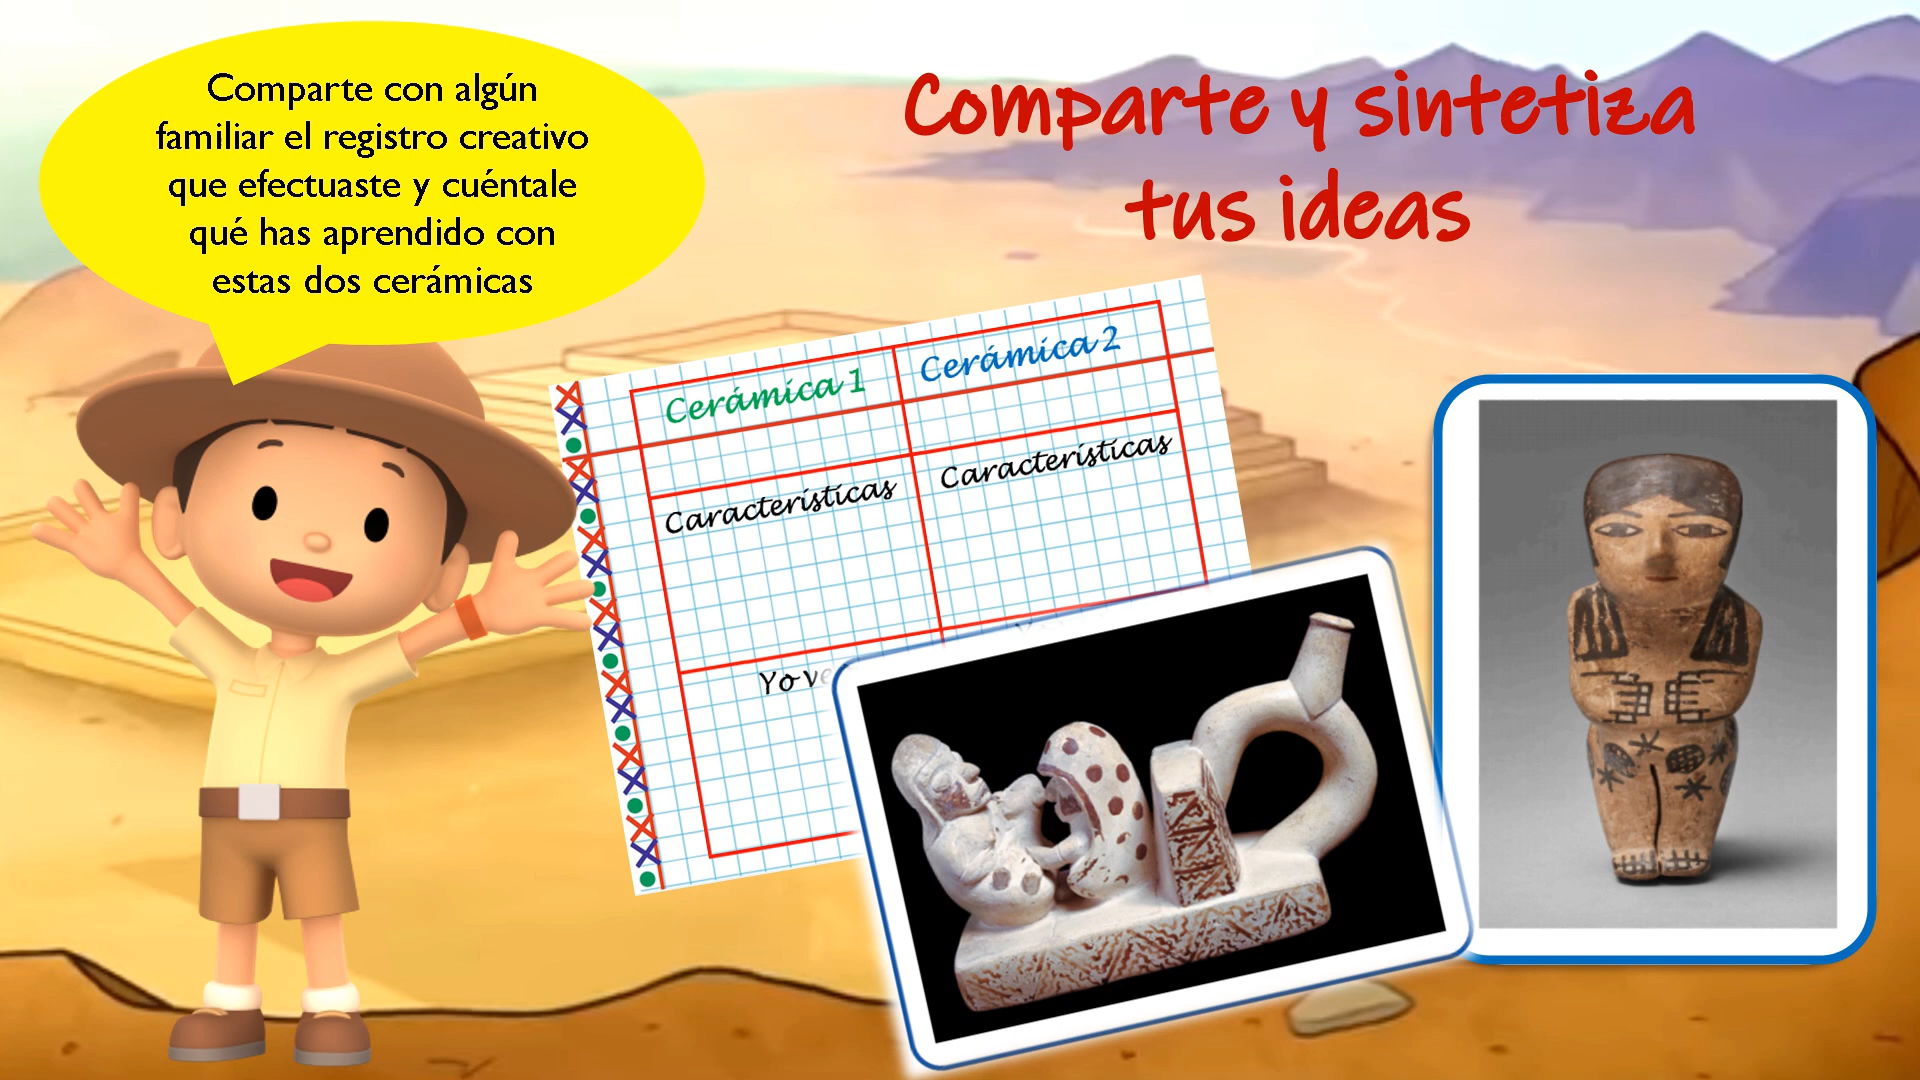 Comparte con algún
familiar el registro creativo
que efectuaste y cuéntale
qué has aprendido con
estas dos cerámicas
Comparte y sintetiza
tus ideas
Cerámica 1
Cerámica 2
Características
Características
Yo